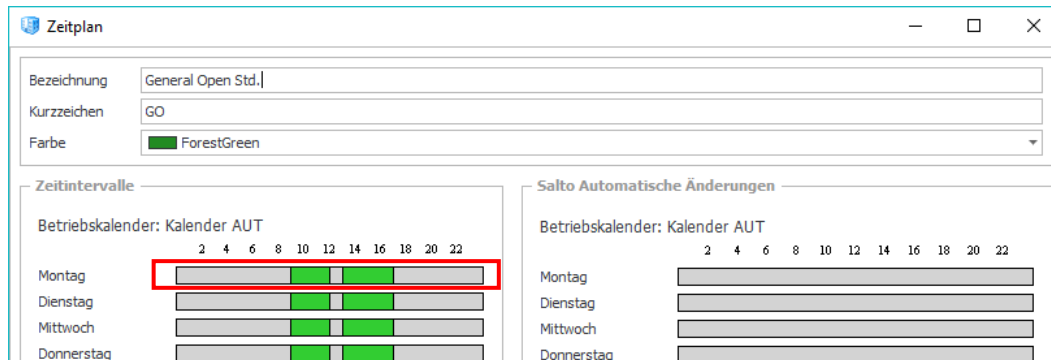 Zeitplan
Bezeichnung General Open Std.
Kurzzeichen GO
Farbe ForestGreen
Zeitintervalle
Betriebskalender: Kalender AUT
2 4 6 8 10 12 14 16 18 20 22
Montag
Dienstag
Mittwoch
Donnerstag
Salto Automatische Änderungen
Betriebskalender: Kalender AUT
2 4 6 8 10 12 14 16 18 20 22
Montag
Dienstag
Mittwoch
Donnerstag